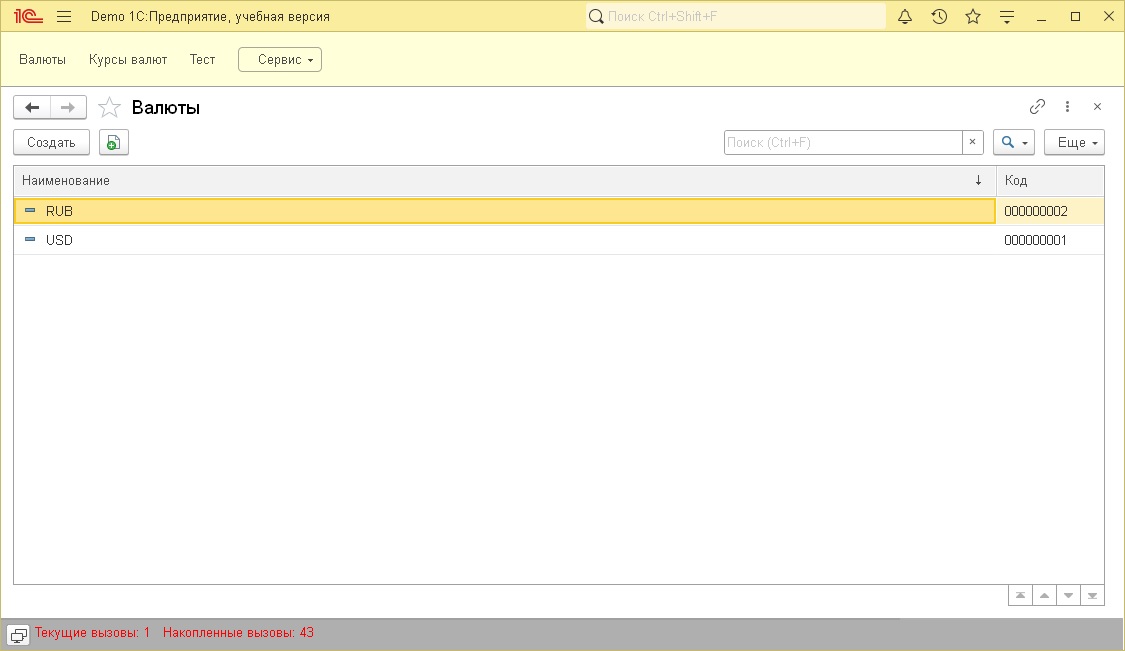 1С Demo 1С:Предприятие, учебная версия Поиск Ctrl+Shift+F
Валюты Курсы валют Тест Сервис
Валюты
Создать Поиск (Ctrl+F) × Еще
Наименование ↓ Код
RUB 000000002
USD 000000001
Текущие вызовы: 1 Накопленные вызовы: 43